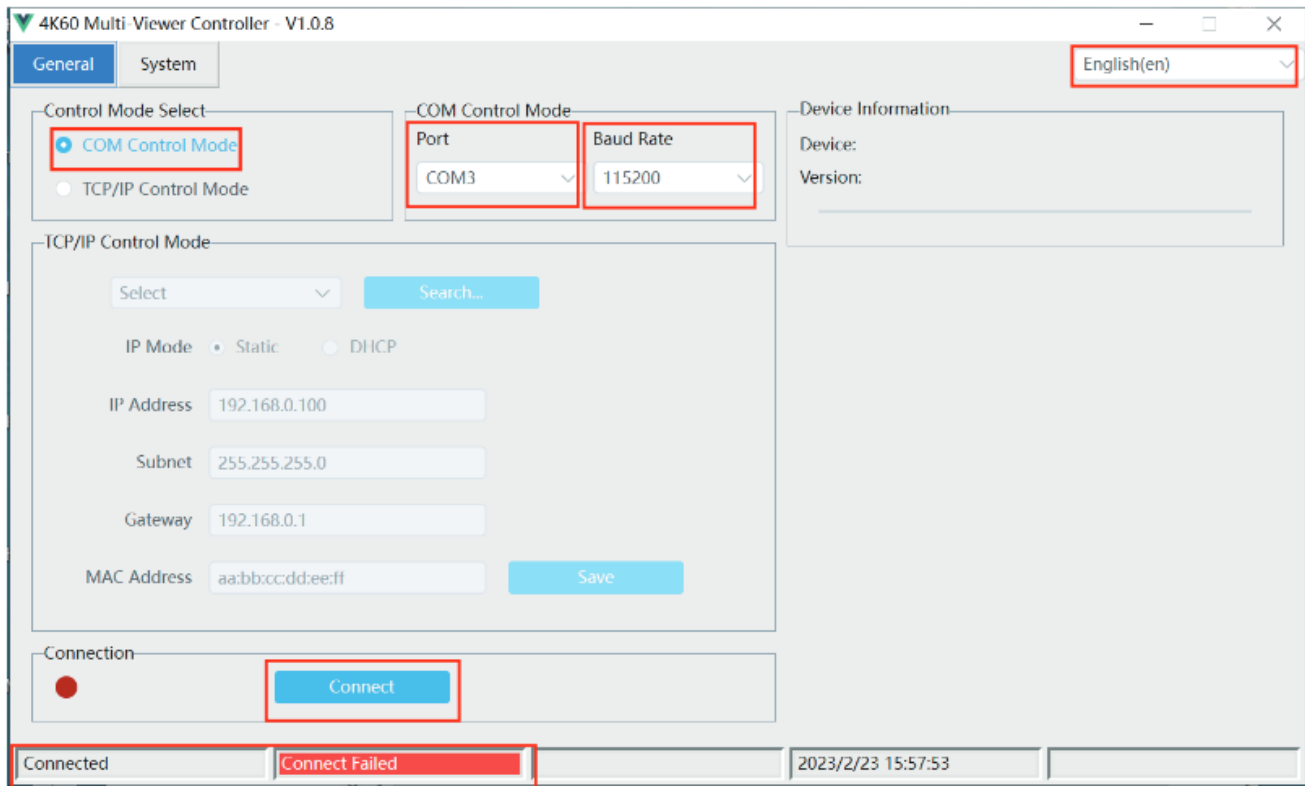 4K60 Multi-Viewer Controller - V1.0.8
General
System
English(en)
Control Mode Select
COM Control Mode
TCP/IP Control Mode
COM Control Mode
Port
Baud Rate
COM3
115200
Device Information
Device:
Version:
TCP/IP Control Mode
Select
Search...
IP Mode
Static
DHCP
IP Address
192.168.0.100
Subnet
255.255.255.0
Gateway
192.168.0.1
MAC Address
aa:bb:cc:dd:ee:ff
Save
Connection
Connect
Connected
Connect Failed
2023/2/23 15:57:53